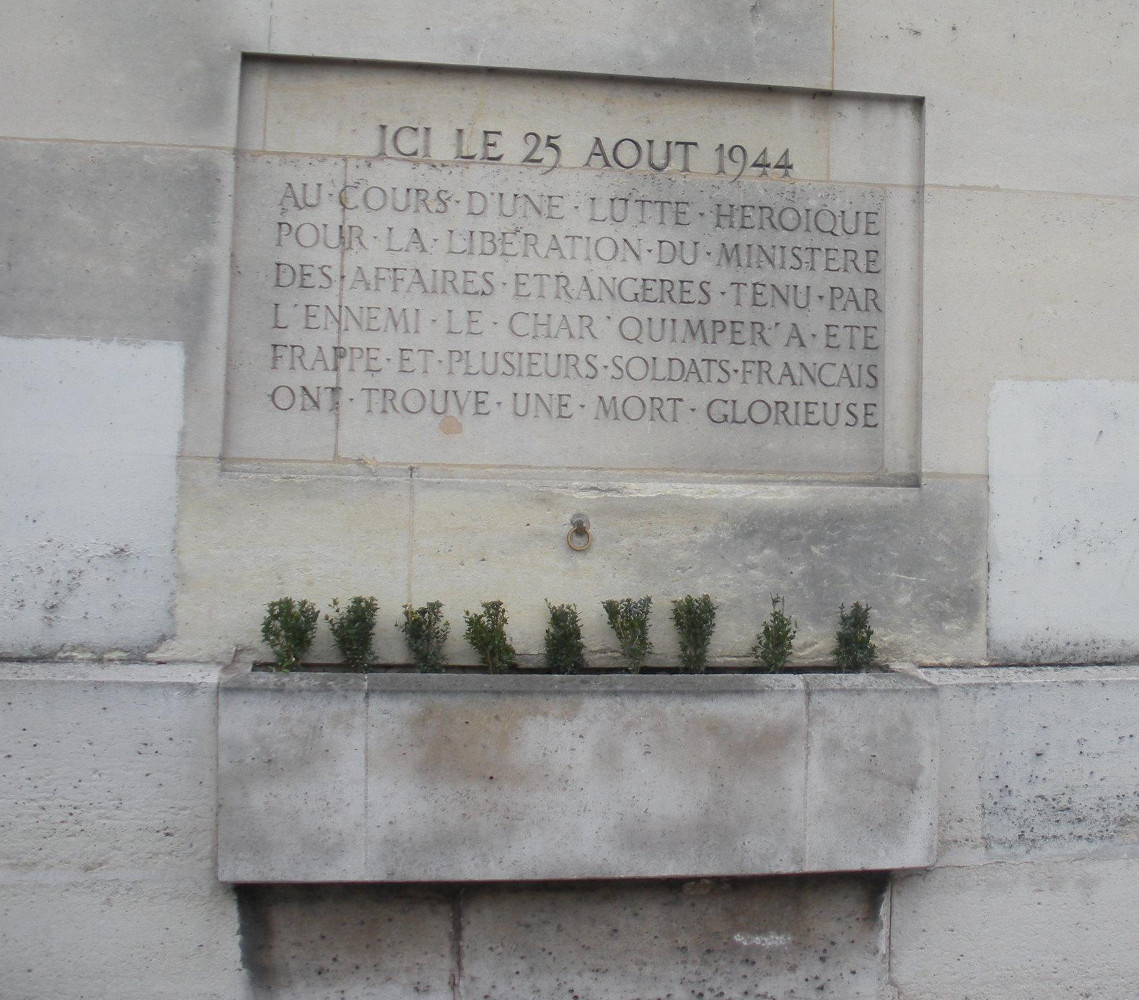 ICI LE 25 AOUT 1944
AU·COURS·D'UNE·LUTTE·HEROIQUE
POUR·LA·LIBERATION·DU·MINISTERE
DES·AFFAIRES·ETRANGERES·TENU·PAR
L'ENNEMI·LE·CHAR'QUIMPER'A·ETE
FRAPPE·ET·PLUSIEURS·SOLDATS·FRANCAIS
ONT·TROUVE·UNE·MORT·GLORIEUSE